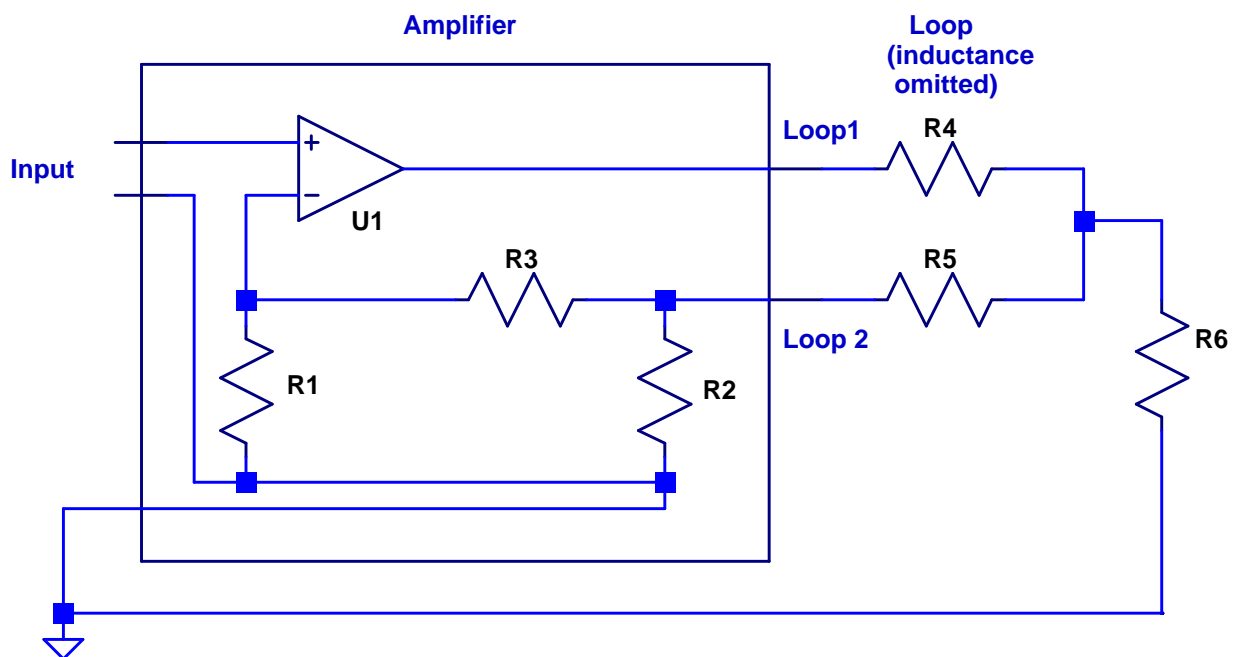 Amplifier
Loop
(inductance
omitted)
Loop1
R4
Input
+
−
U1
R3
R5
Loop 2
R1
R2
R6